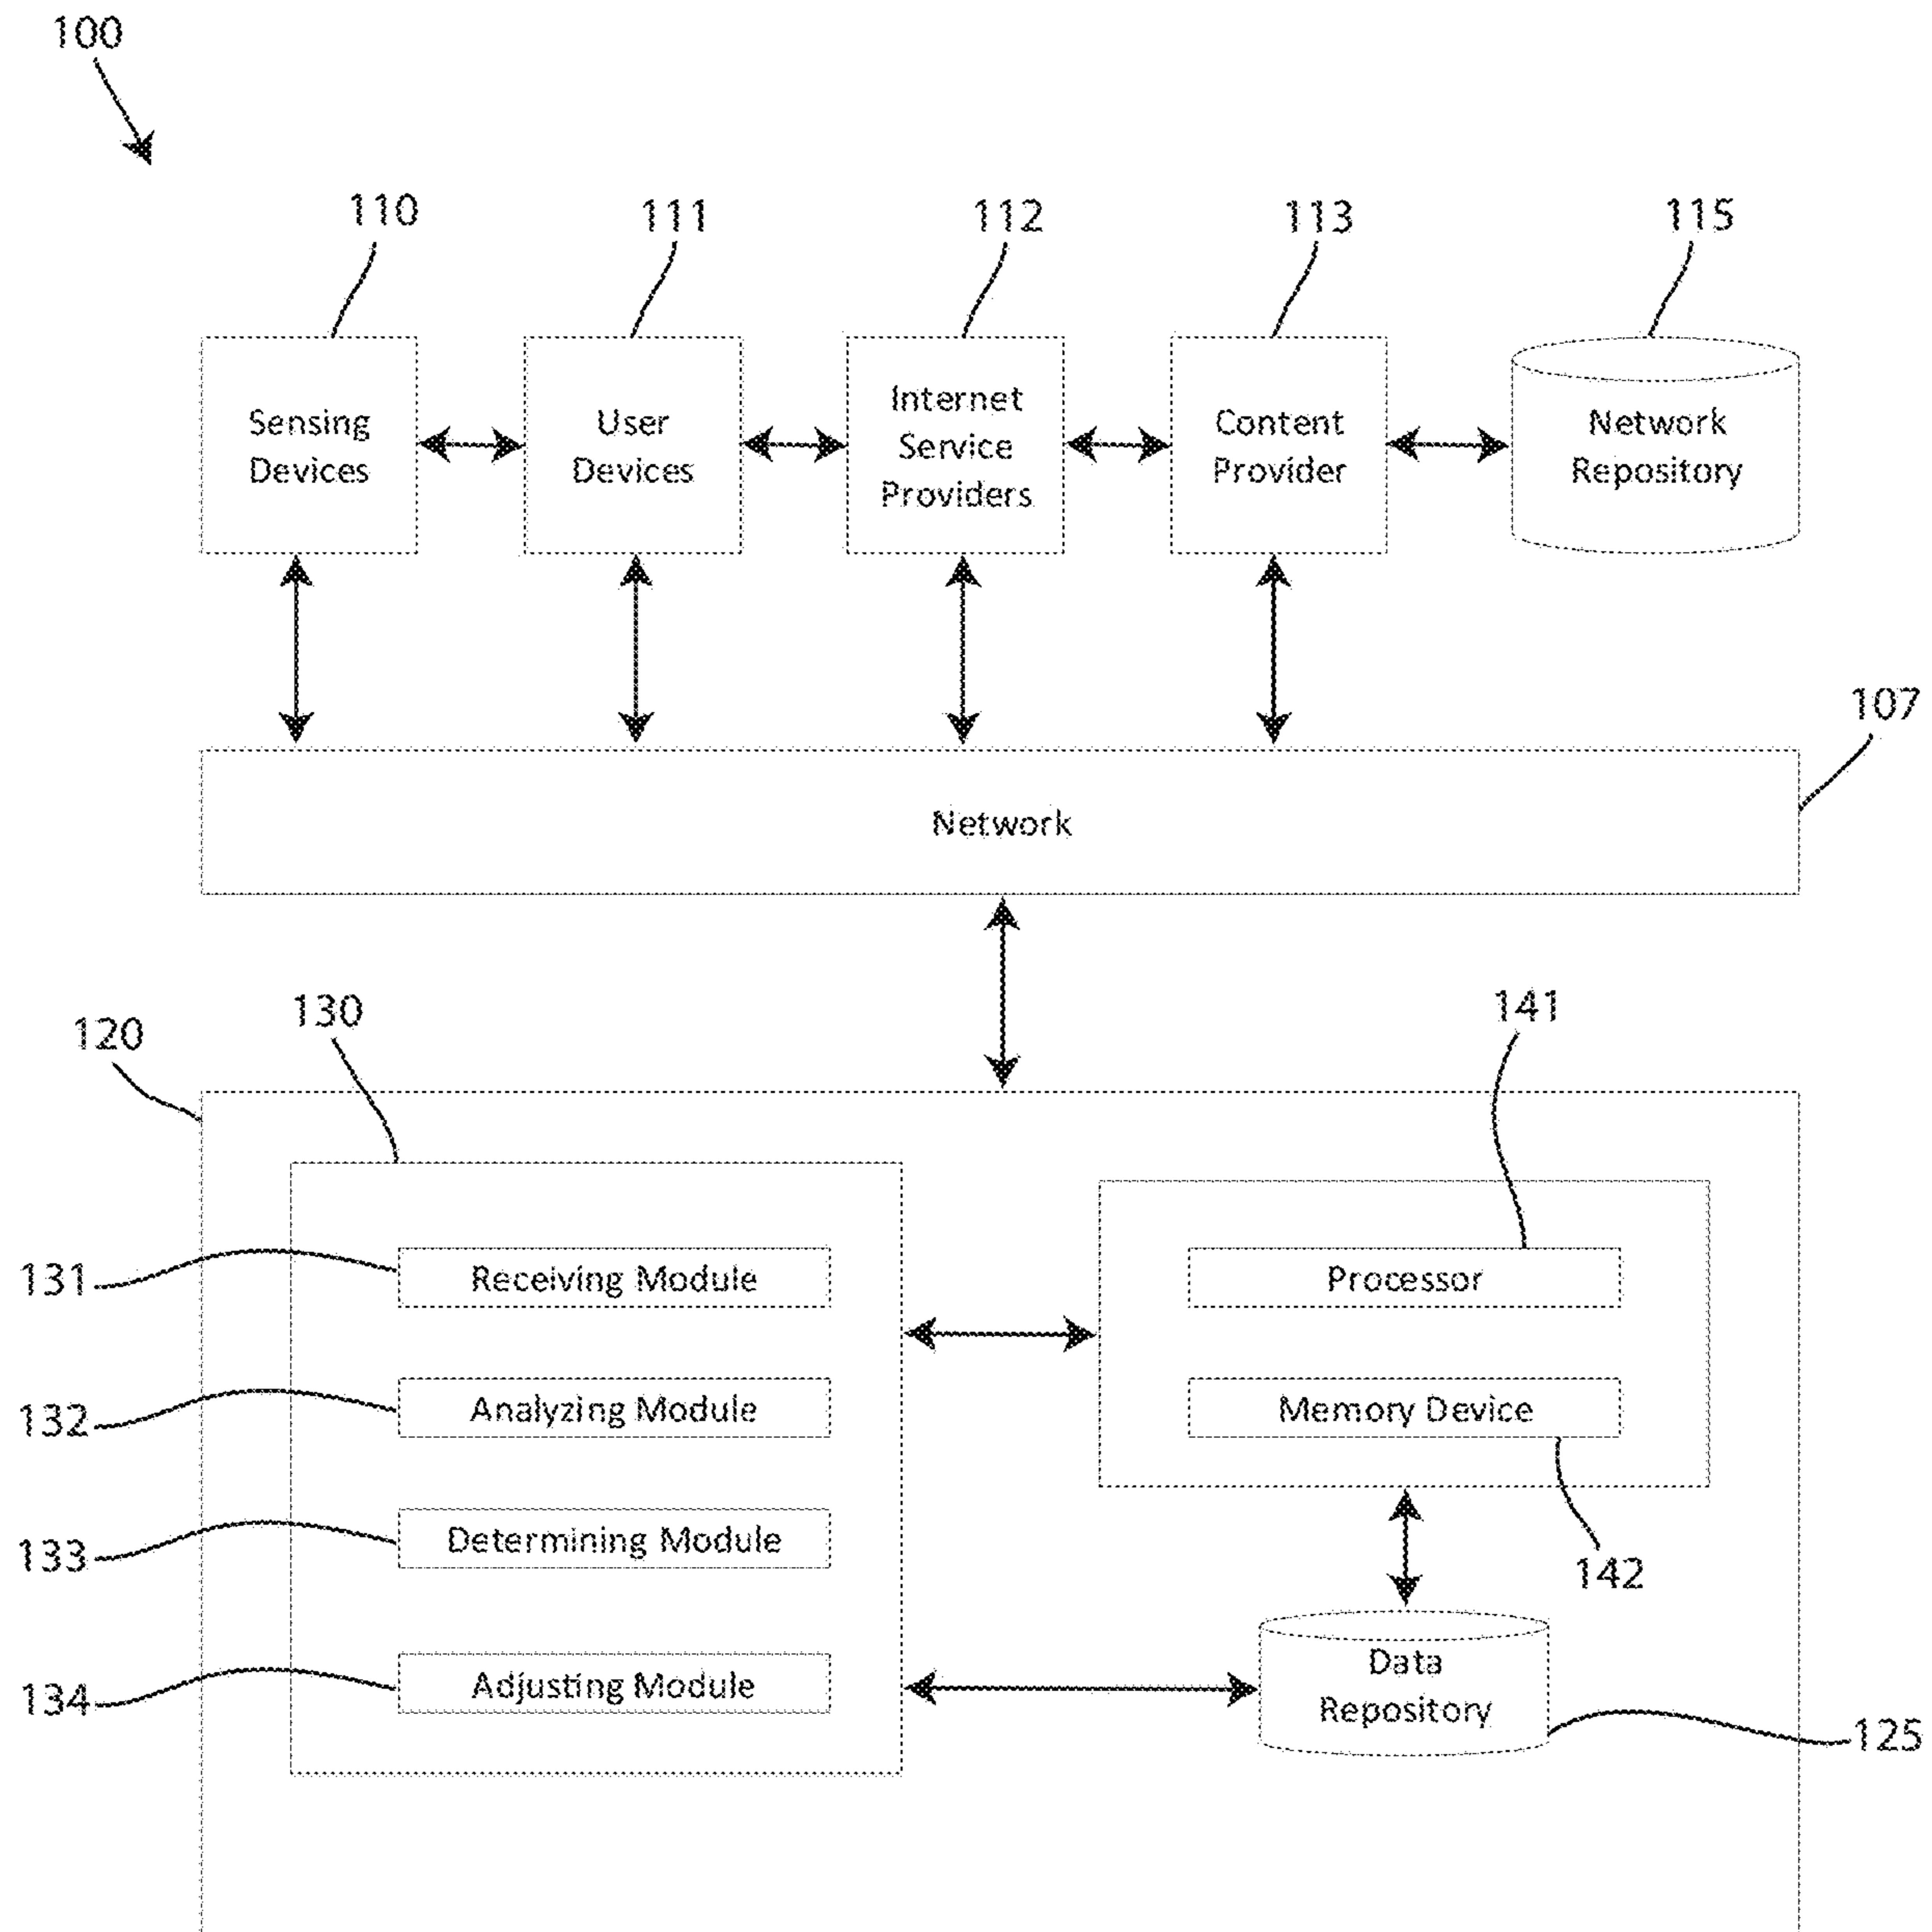 100
110
111
112
113
115
Sensing
Devices
User
Devices
Internet
Service
Providers
Content
Provider
Network
Repository
107
Network
120
130
141
131
Receiving Module
Processor
132
Analyzing Module
Memory Device
133
Determining Module
142
134
Adjusting Module
Data
Repository
125